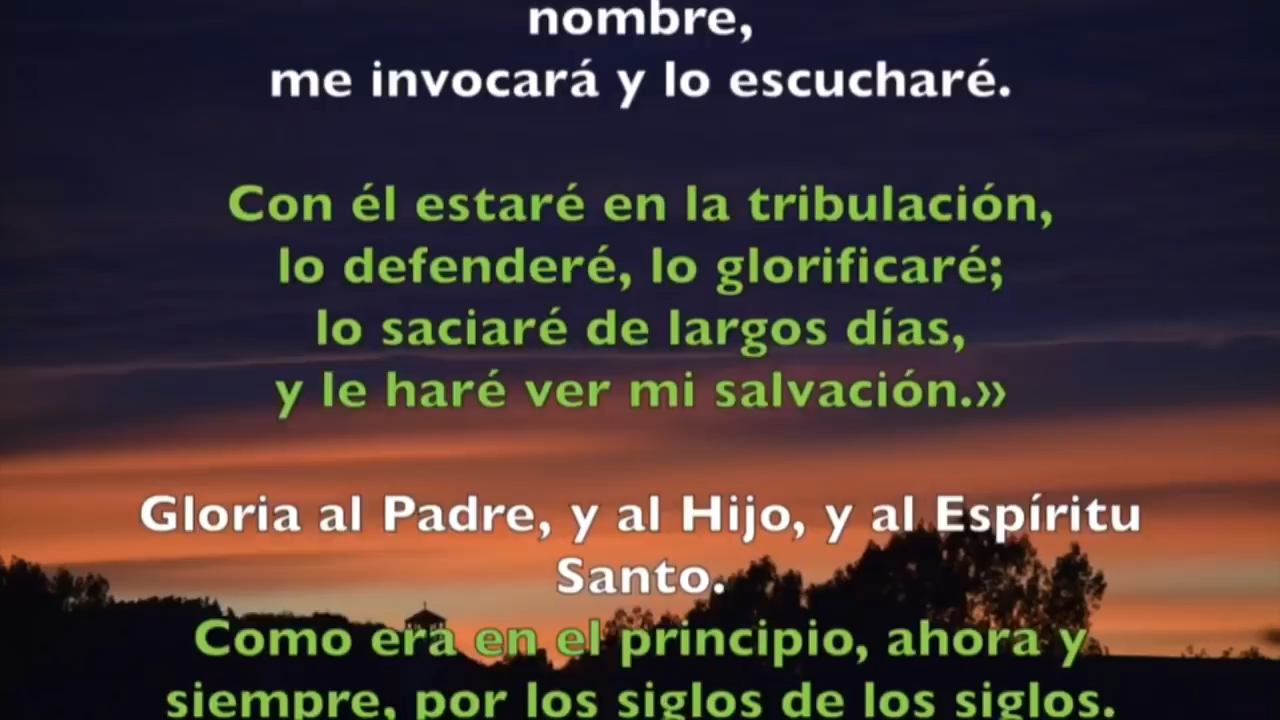 nombre,
me invocará y lo escucharé.
Con él estaré en la tribulación,
lo defenderé, lo glorificaré;
lo saciaré de largos días,
y le haré ver mi salvación.»
Gloria al Padre, y al Hijo, y al Espíritu
Santo.
Como era en el principio, ahora y
siempre, por los siglos de los siglos.